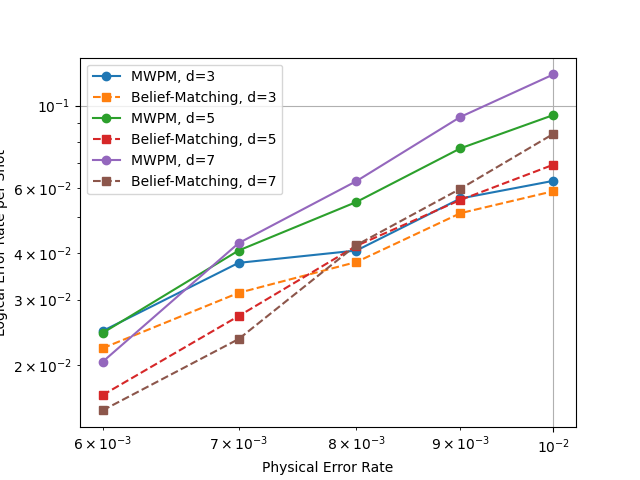 MWPM, d=3
Belief-Matching, d=3
MWPM, d=5
Belief-Matching, d=5
MWPM, d=7
Belief-Matching, d=7
10⁻¹
6 × 10⁻²
4 × 10⁻²
3 × 10⁻²
2 × 10⁻²
6 × 10⁻³ 7 × 10⁻³ 8 × 10⁻³ 9 × 10⁻³ 10⁻²
Physical Error Rate
Logical Error Rate per Shot